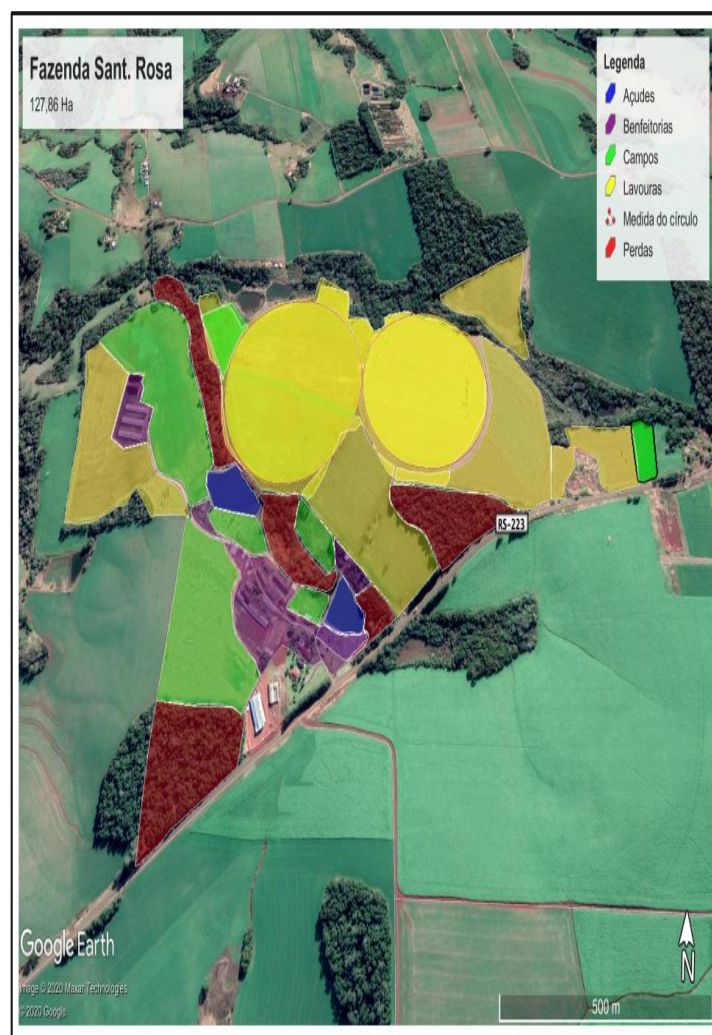 Fazenda Sant. Rosa
127,86 Ha
Legenda
Açudes
Benfeitorias
Campos
Lavouras
Medida do círculo
Perdas
RS-223
Google Earth
Image © 2020 Maxar Technologies
© 2020 Google
N
500 m